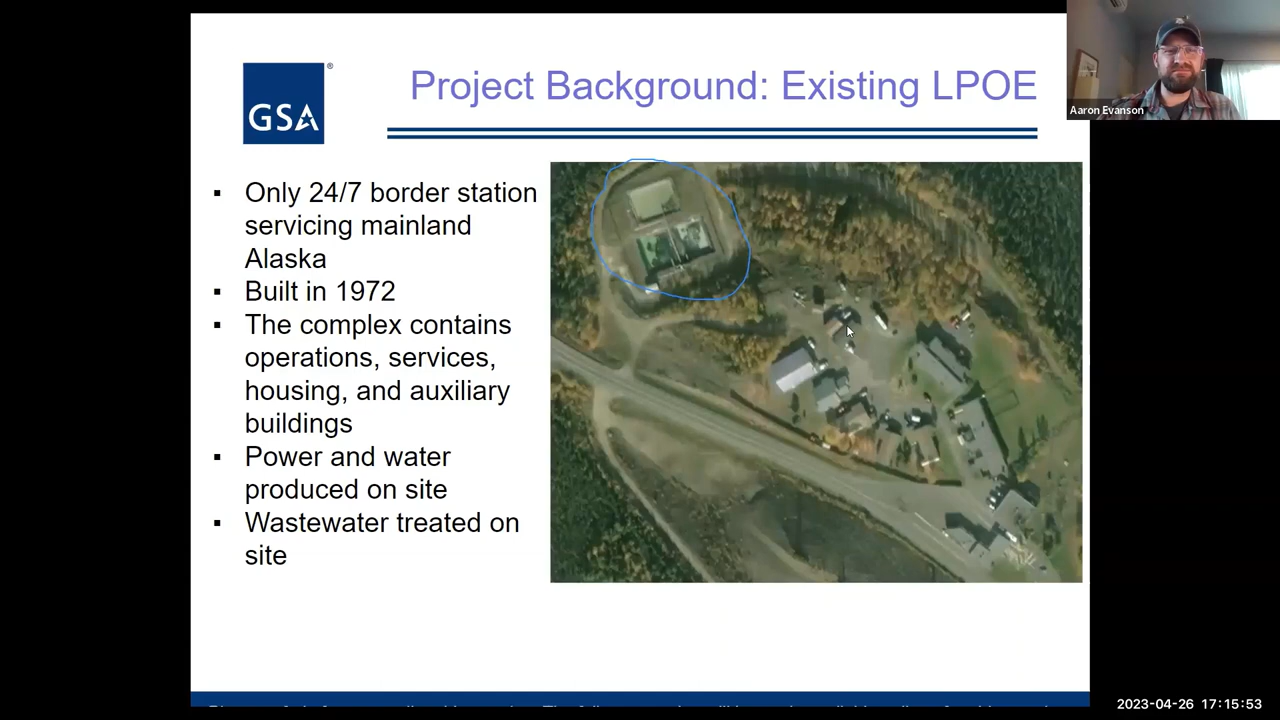 Project Background: Existing LPOE
GSA
®
Aaron Evanson
▪ Only 24/7 border station
servicing mainland
Alaska
▪ Built in 1972
▪ The complex contains
operations, services,
housing, and auxiliary
buildings
▪ Power and water
produced on site
▪ Wastewater treated on
site
2023-04-26 17:15:53